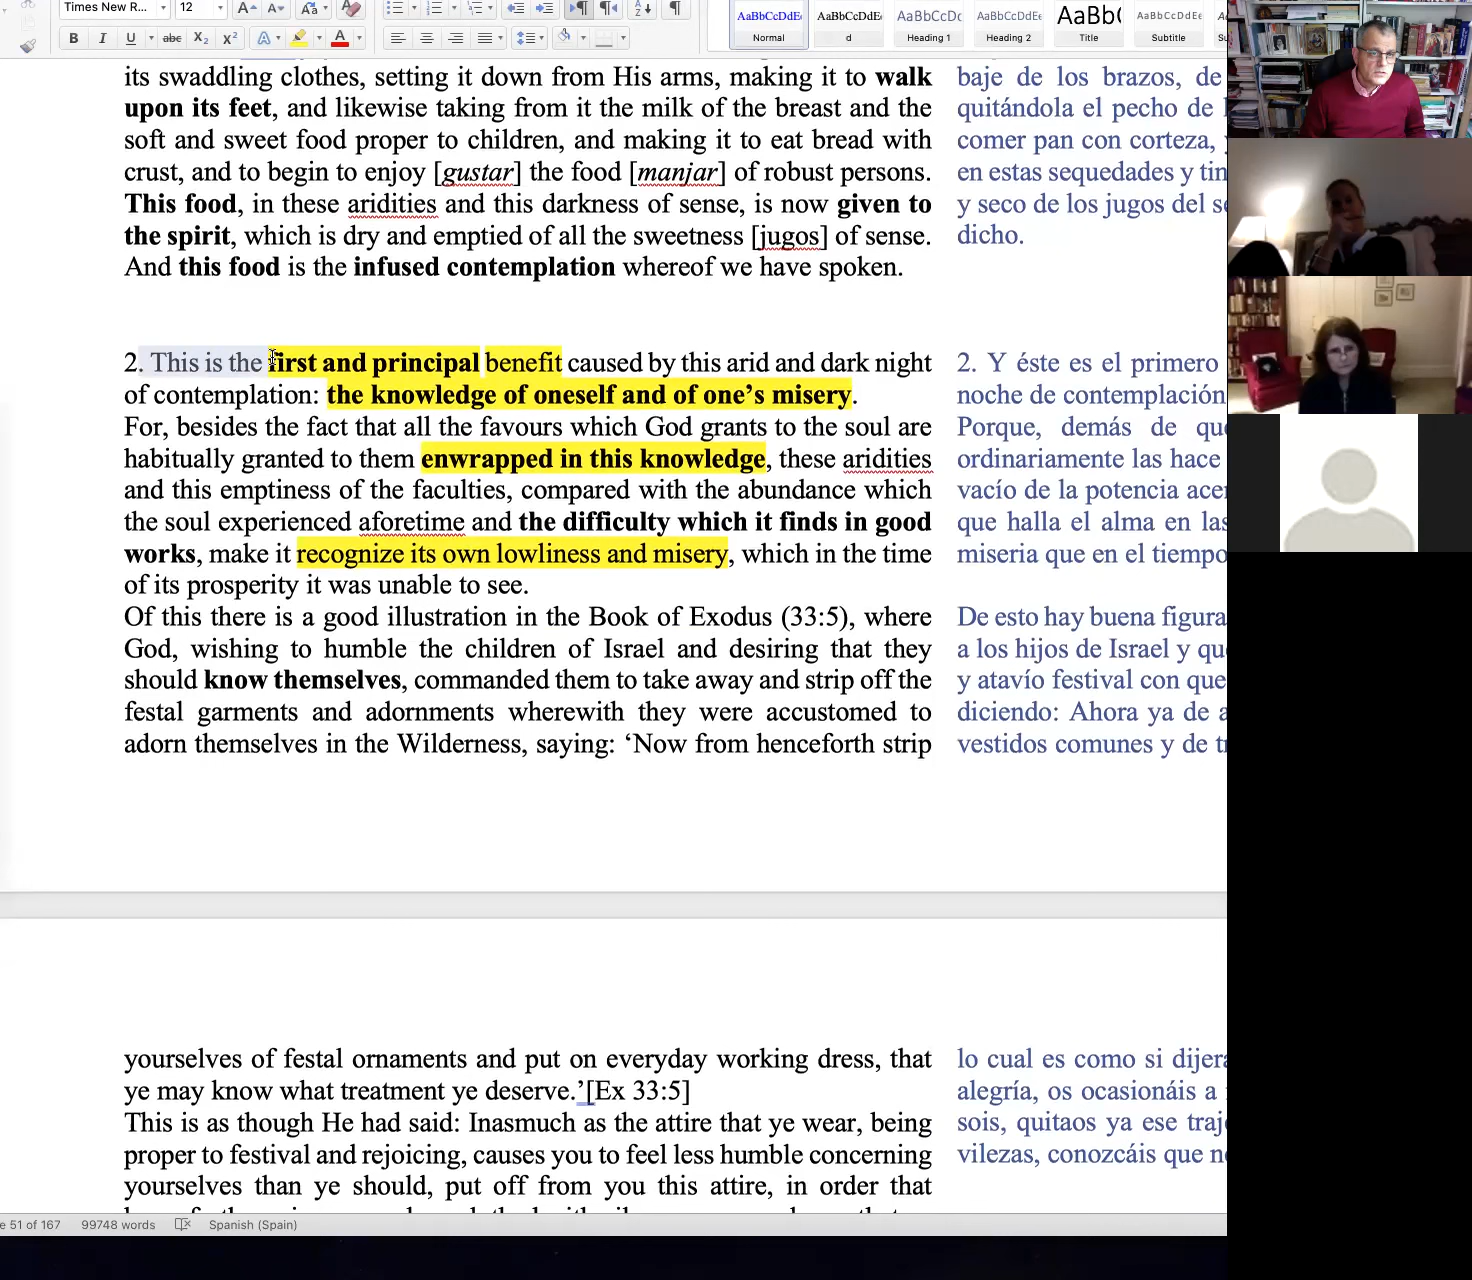 Times New R...
12
A
A
Aa
A
¶
¶
A
Z
¶
B
I
U
abc
X₂
X²
A
A
AaBbCcDdE
Normal
AaBbCcDdE
d
AaBbCcDc
Heading 1
AaBbCcDdE
Heading 2
AaBb(
Title
AaBbCcDdEe
Subtitle
its swaddling clothes, setting it down from His arms, making it to walk
upon its feet, and likewise taking from it the milk of the breast and the
soft and sweet food proper to children, and making it to eat bread with
crust, and to begin to enjoy [gustar] the food [manjar] of robust persons.
This food, in these aridities and this darkness of sense, is now given to
the spirit, which is dry and emptied of all the sweetness [jugos] of sense.
And this food is the infused contemplation whereof we have spoken.
2. This is the first and principal benefit caused by this arid and dark night
of contemplation: the knowledge of oneself and of one's misery.
For, besides the fact that all the favours which God grants to the soul are
habitually granted to them enwrapped in this knowledge, these aridities
and this emptiness of the faculties, compared with the abundance which
the soul experienced aforetime and the difficulty which it finds in good
works, make it recognize its own lowliness and misery, which in the time
of its prosperity it was unable to see.
Of this there is a good illustration in the Book of Exodus (33:5), where
God, wishing to humble the children of Israel and desiring that they
should know themselves, commanded them to take away and strip off the
festal garments and adornments wherewith they were accustomed to
adorn themselves in the Wilderness, saying: ‘Now from henceforth strip
yourselves of festal ornaments and put on everyday working dress, that
ye may know what treatment ye deserve.’[Ex 33:5]
This is as though He had said: Inasmuch as the attire that ye wear, being
proper to festival and rejoicing, causes you to feel less humble concerning
yourselves than ye should, put off from you this attire, in order that
baje de los brazos, de
quitándola el pecho de
comer pan con corteza,
en estas sequedades y tin
y seco de los jugos del s
dicho.
2. Y éste es el primero
noche de contemplación
Porque, demás de qu
ordinariamente las hace
vacío de la potencia acer
que halla el alma en las
miseria que en el tiempo
De esto hay buena figura
a los hijos de Israel y qu
y atavío festival con que
diciendo: Ahora ya de a
vestidos comunes y de t
lo cual es como si dijera
alegría, os ocasionáis a
sois, quitaos ya ese traj
vilezas, conozcáis que n
e 51 of 167
99748 words
Spanish (Spain)